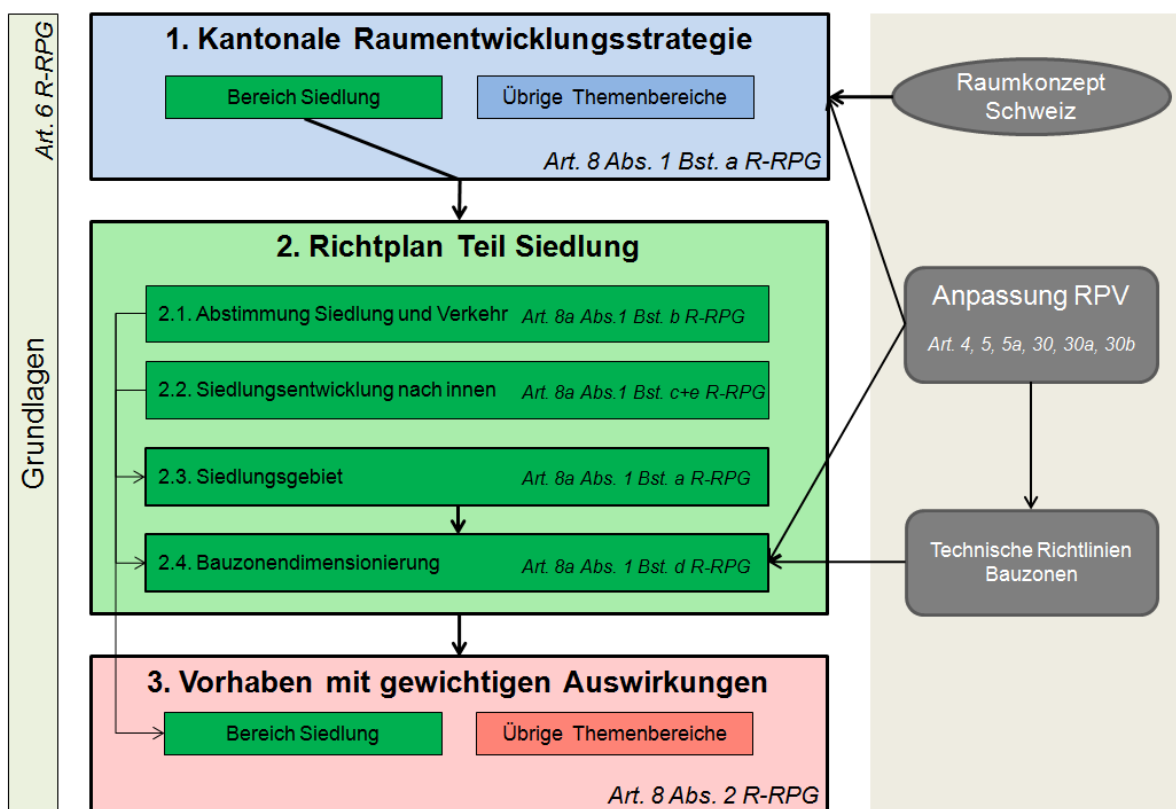 Art. 6 R-RPG
Grundlagen
1. Kantonale Raumentwicklungsstrategie
Bereich Siedlung
Übrige Themenbereiche
Art. 8 Abs. 1 Bst. a R-RPG
2. Richtplan Teil Siedlung
2.1. Abstimmung Siedlung und Verkehr Art. 8a Abs.1 Bst. b R-RPG
2.2. Siedlungsentwicklung nach innen Art. 8a Abs.1 Bst. c+e R-RPG
2.3. Siedlungsgebiet Art. 8a Abs. 1 Bst. a R-RPG
2.4. Bauzonendimensionierung Art. 8a Abs. 1 Bst. d R-RPG
3. Vorhaben mit gewichtigen Auswirkungen
Bereich Siedlung
Übrige Themenbereiche
Art. 8 Abs. 2 R-RPG
Raumkonzept
Schweiz
Anpassung RPV
Art. 4, 5, 5a, 30, 30a, 30b
Technische Richtlinien
Bauzonen